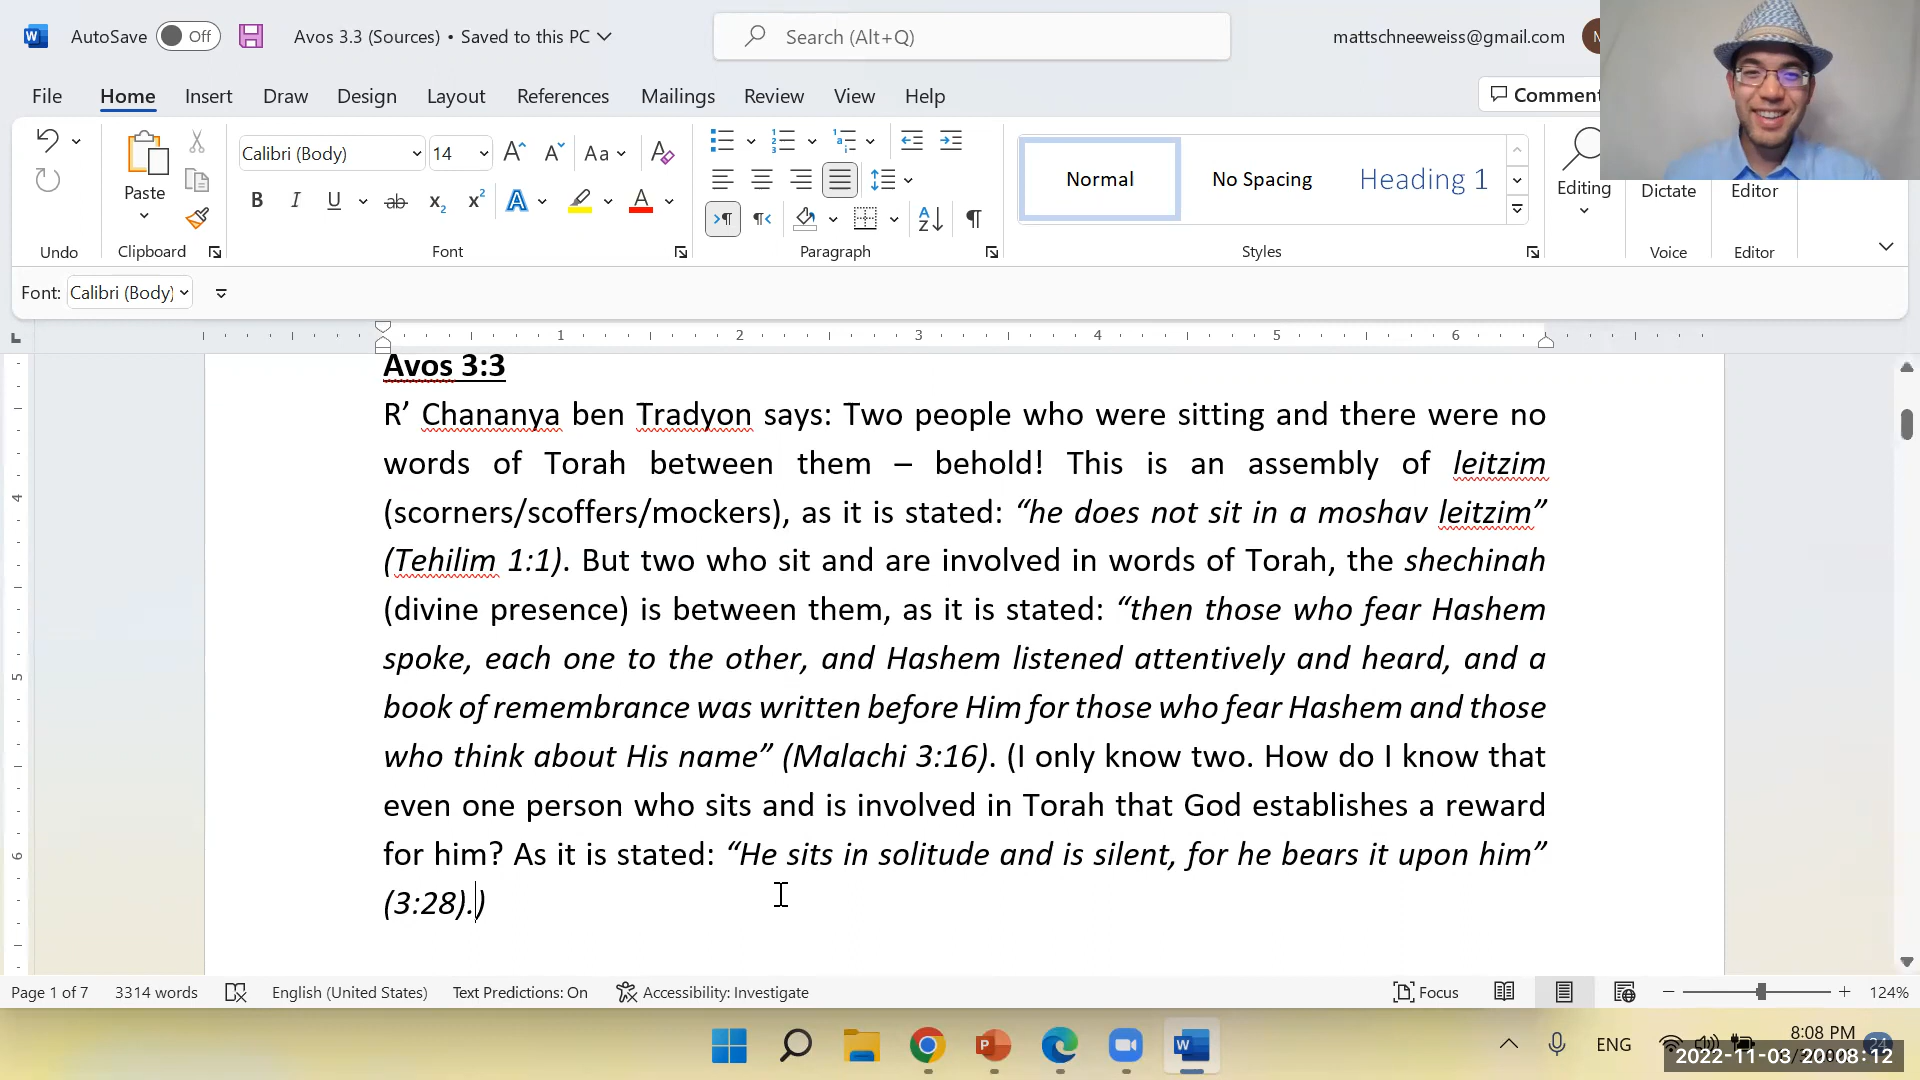 AutoSave Off Avos 3.3 (Sources) • Saved to this PC Search (Alt+Q) mattschneeweiss@gmail.com
File Home Insert Draw Design Layout References Mailings Review View Help
Paste Calibri (Body) 14 Aa Normal No Spacing Heading 1 Editing Dictate Editor
Undo Clipboard Font Paragraph Styles Voice Editor
Font: Calibri (Body)
1 2 3 4 5 6
Avos 3:3
R’ Chananya ben Tradyon says: Two people who were sitting and there were no
words of Torah between them – behold! This is an assembly of leitzim
(scorners/scoffers/mockers), as it is stated: “he does not sit in a moshav leitzim”
(Tehilim 1:1). But two who sit and are involved in words of Torah, the shechinah
(divine presence) is between them, as it is stated: “then those who fear Hashem
spoke, each one to the other, and Hashem listened attentively and heard, and a
book of remembrance was written before Him for those who fear Hashem and those
who think about His name” (Malachi 3:16). (I only know two. How do I know that
even one person who sits and is involved in Torah that God establishes a reward
for him? As it is stated: “He sits in solitude and is silent, for he bears it upon him”
(3:28).)
Page 1 of 7 3314 words English (United States) Text Predictions: On Accessibility: Investigate Focus 124%
ENG 8:08 PM
2022-11-03 20:08:12